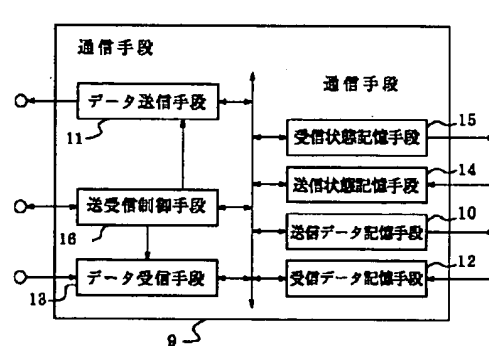 通信手段
通信手段
データ送信手段
11
送受信制御手段
16
データ受信手段
13
受信状態記憶手段
15
送信状態記憶手段
14
送信データ記憶手段
10
受信データ記憶手段
12
9